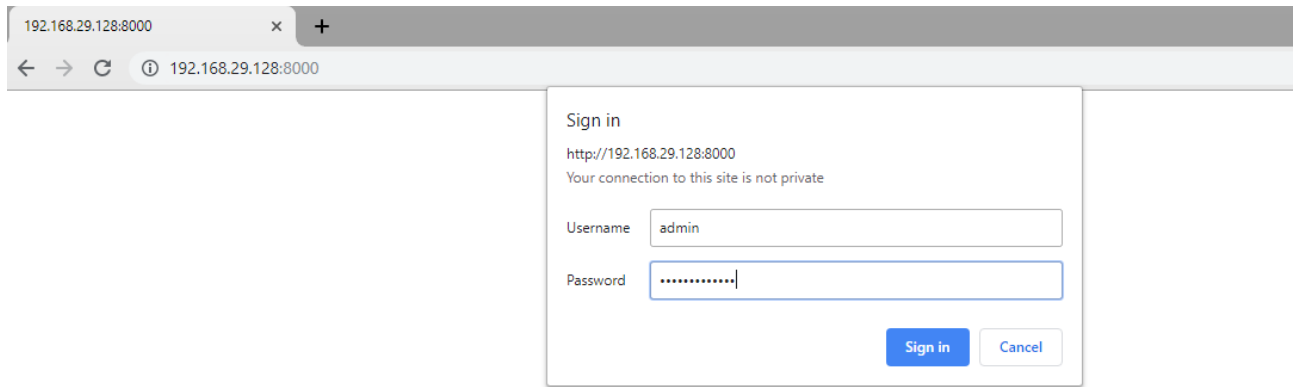 192.168.29.128:8000
192.168.29.128:8000
Sign in
http://192.168.29.128:8000
Your connection to this site is not private
Username admin
Password •••••••••••••
Sign in Cancel